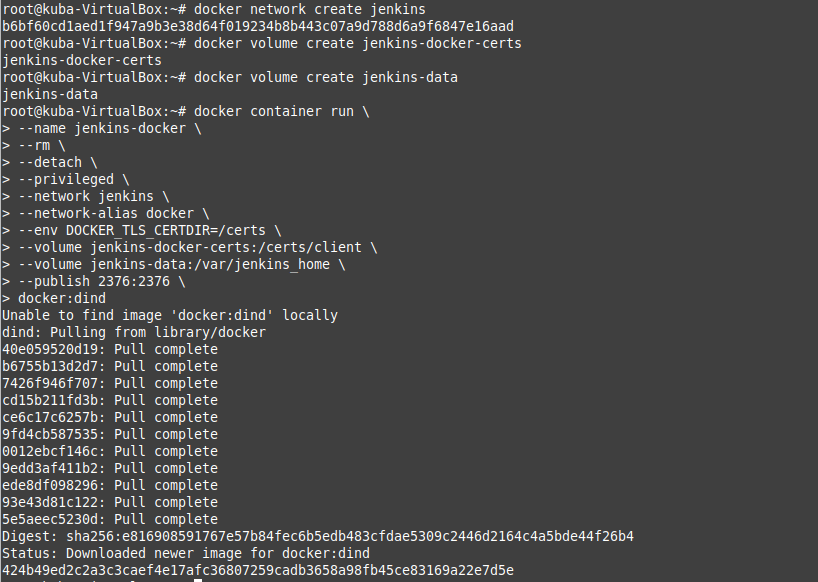 root@kuba-VirtualBox:~# docker network create jenkins
b6bf60cd1aed1f947a9b3e38d64f019234b8b443c07a9d788d6a9f6847e16aad
root@kuba-VirtualBox:~# docker volume create jenkins-docker-certs
jenkins-docker-certs
root@kuba-VirtualBox:~# docker volume create jenkins-data
jenkins-data
root@kuba-VirtualBox:~# docker container run \
> --name jenkins-docker \
> --rm \
> --detach \
> --privileged \
> --network jenkins \
> --network-alias docker \
> --env DOCKER_TLS_CERTDIR=/certs \
> --volume jenkins-docker-certs:/certs/client \
> --volume jenkins-data:/var/jenkins_home \
> --publish 2376:2376 \
> docker:dind
Unable to find image 'docker:dind' locally
dind: Pulling from library/docker
40e059520d19: Pull complete
b6755b13d2d7: Pull complete
7426f946f707: Pull complete
cd15b211fd3b: Pull complete
ce6c17c6257b: Pull complete
9fd4cb587535: Pull complete
0012ebcf146c: Pull complete
9edd3af411b2: Pull complete
ede8df098296: Pull complete
93e43d81c122: Pull complete
5e5aeec5230d: Pull complete
Digest: sha256:e816908591767e57b84fec6b5edb483cfdae5309c2446d2164c4a5bde44f26b4
Status: Downloaded newer image for docker:dind
424b49ed2c2a3c3caef4e17afc36807259cadb3658a98fb45ce83169a22e7d5e